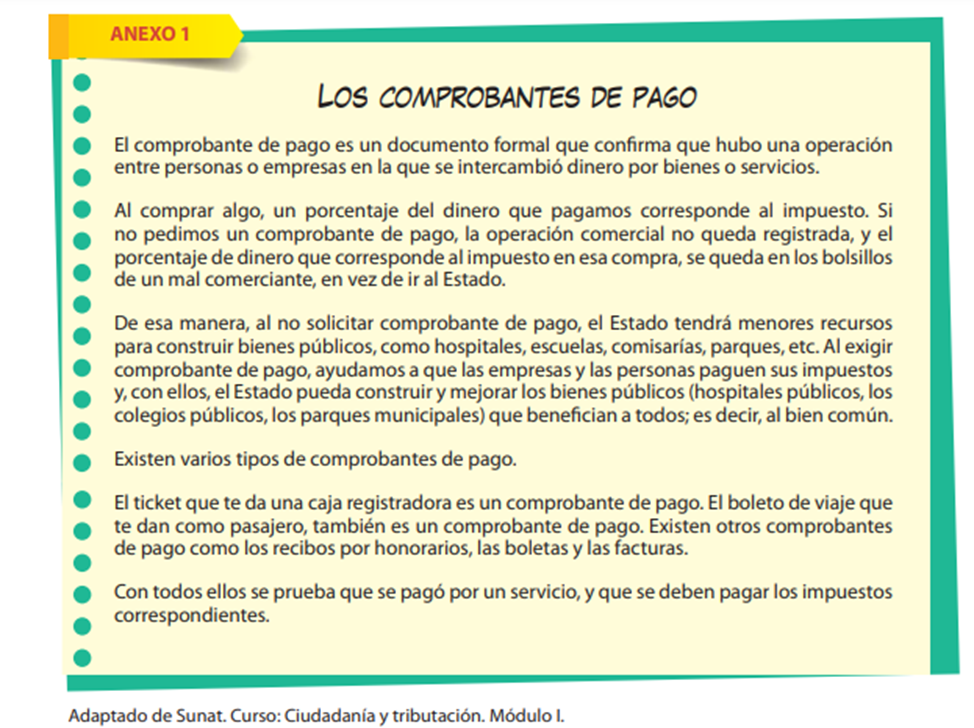 ANEXO 1
LOS COMPROBANTES DE PAGO
El comprobante de pago es un documento formal que confirma que hubo una operación
entre personas o empresas en la que se intercambió dinero por bienes o servicios.
Al comprar algo, un porcentaje del dinero que pagamos corresponde al impuesto. Si
no pedimos un comprobante de pago, la operación comercial no queda registrada, y el
porcentaje de dinero que corresponde al impuesto en esa compra, se queda en los bolsillos
de un mal comerciante, en vez de ir al Estado.
De esa manera, al no solicitar comprobante de pago, el Estado tendrá menores recursos
para construir bienes públicos, como hospitales, escuelas, comisarías, parques, etc. Al exigir
comprobante de pago, ayudamos a que las empresas y las personas paguen sus impuestos
y, con ellos, el Estado pueda construir y mejorar los bienes públicos (hospitales públicos, los
colegios públicos, los parques municipales) que benefician a todos; es decir, al bien común.
Existen varios tipos de comprobantes de pago.
El ticket que te da una caja registradora es un comprobante de pago. El boleto de viaje que
te dan como pasajero, también es un comprobante de pago. Existen otros comprobantes
de pago como los recibos por honorarios, las boletas y las facturas.
Con todos ellos se prueba que se pagó por un servicio, y que se deben pagar los impuestos
correspondientes.
Adaptado de Sunat. Curso: Ciudadanía y tributación. Módulo I.